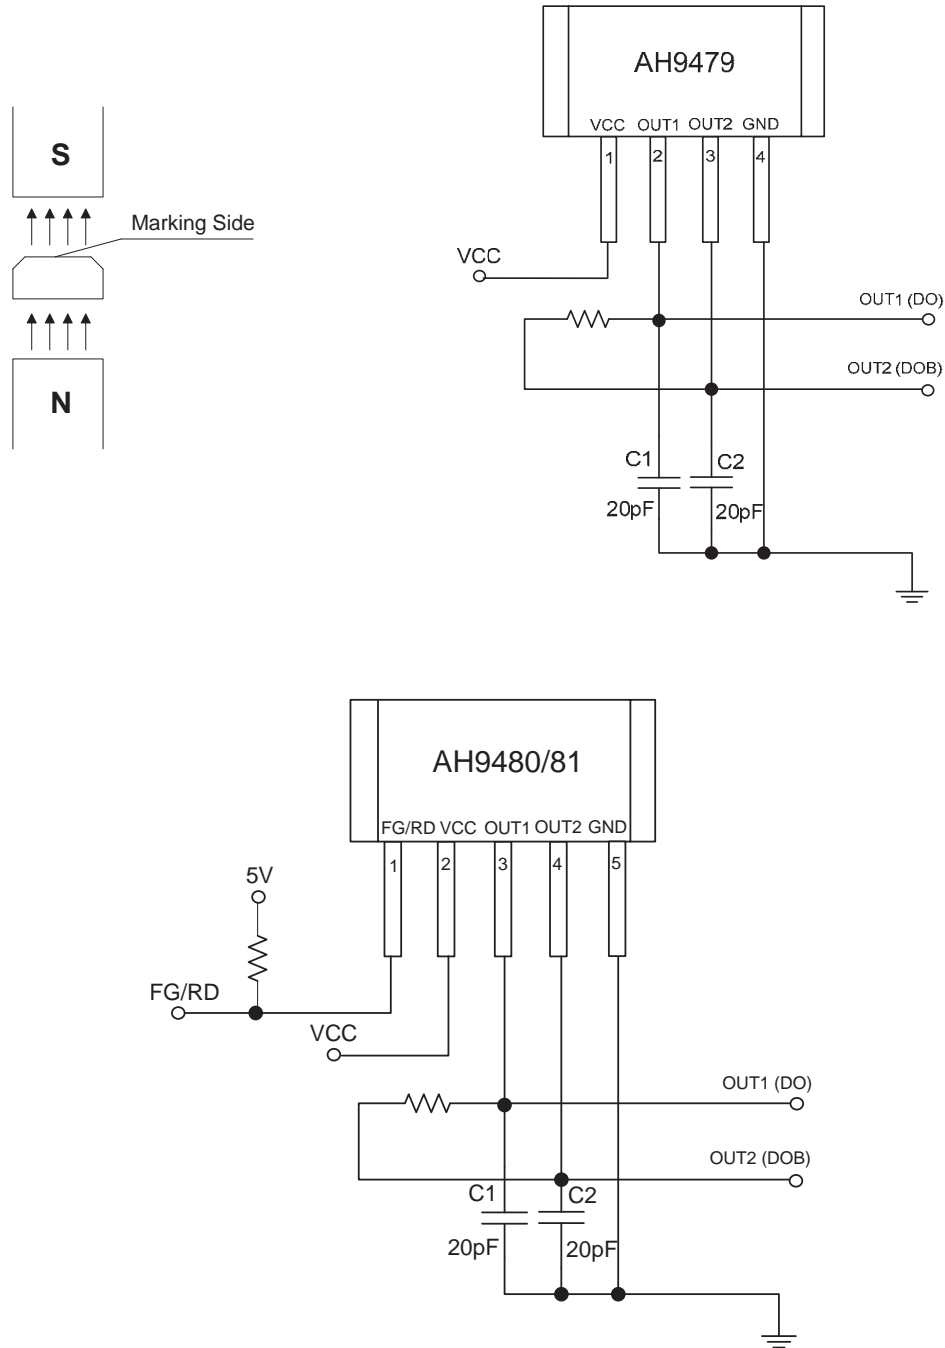 S
Marking Side
N
AH9479
VCC OUT1 OUT2 GND
1 2 3 4
VCC
OUT1 (DO)
OUT2 (DOB)
C1 C2
20pF 20pF
AH9480/81
FG/RD VCC OUT1 OUT2 GND
1 2 3 4 5
5V
FG/RD
VCC
OUT1 (DO)
OUT2 (DOB)
C1 C2
20pF 20pF